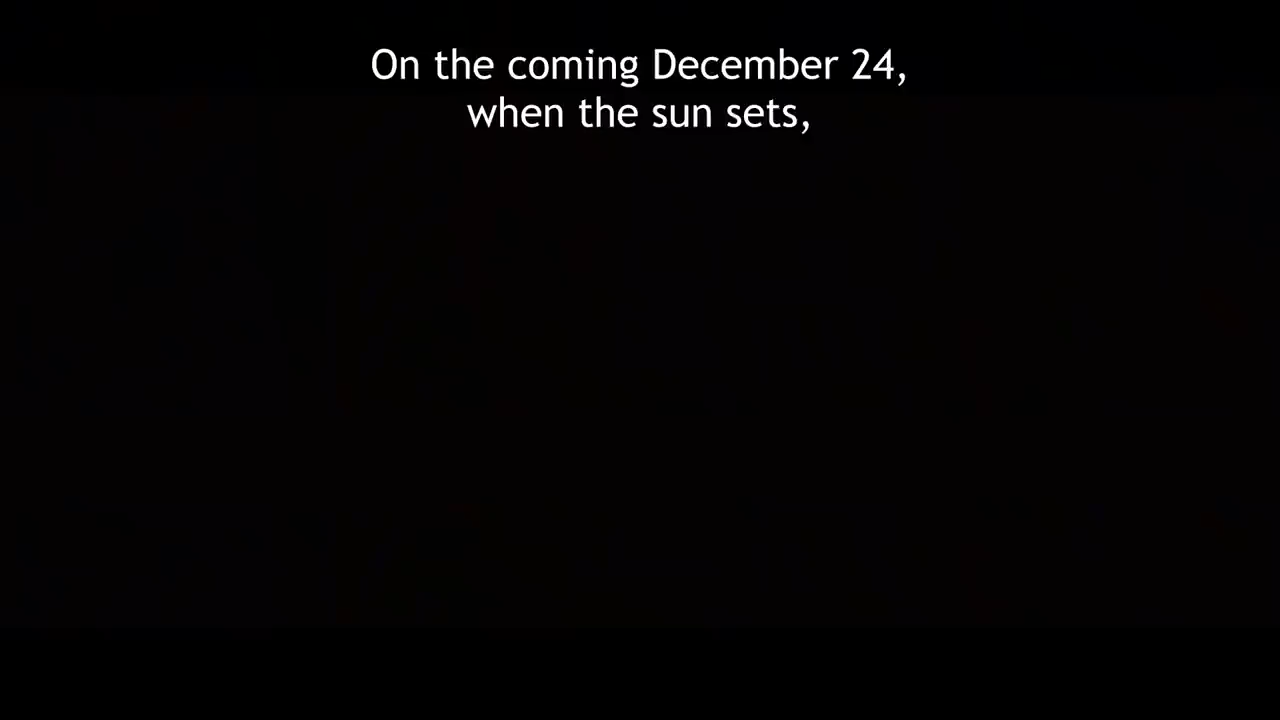 On the coming December 24,
when the sun sets,